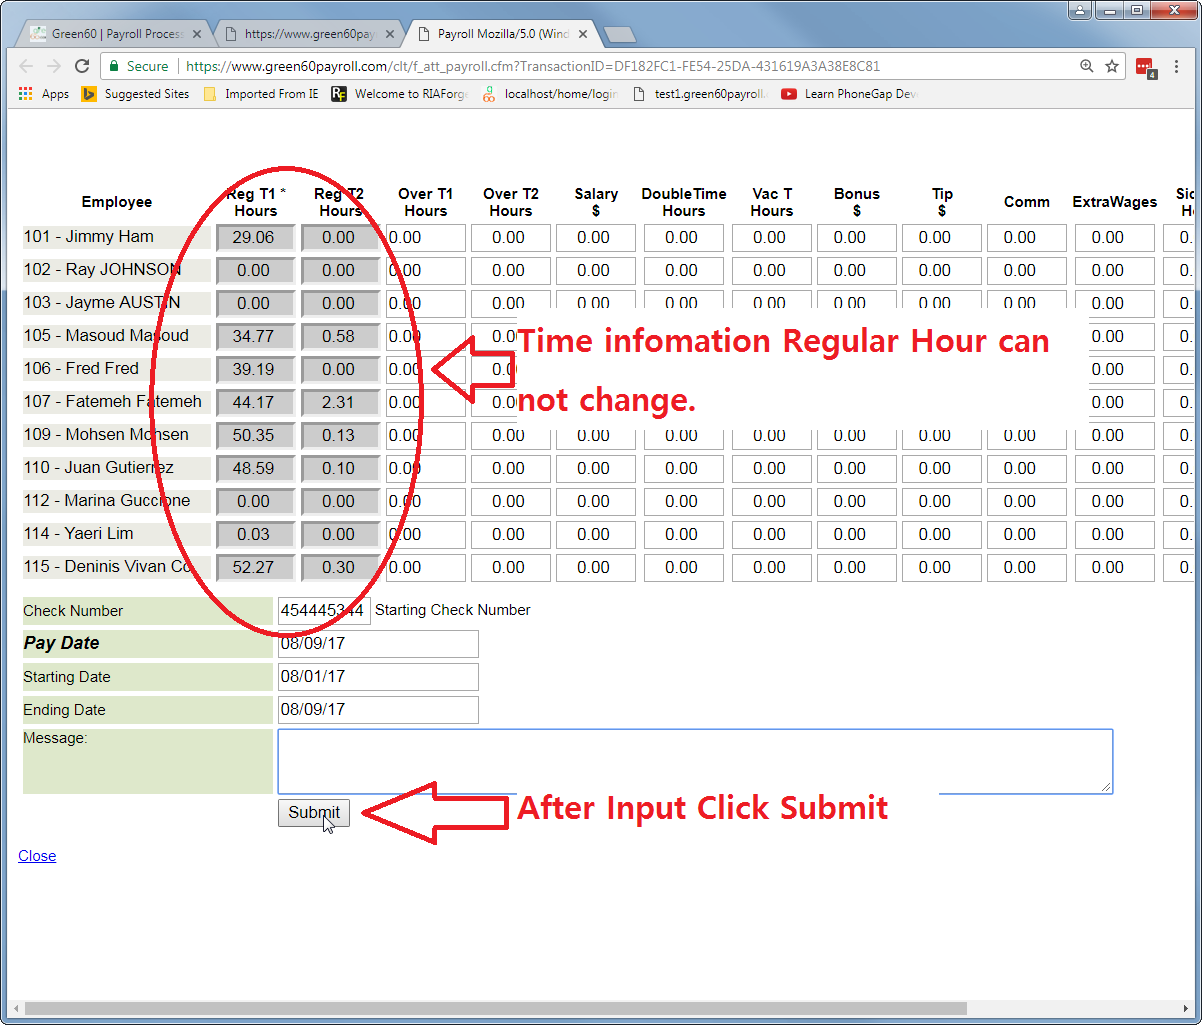 Green60 | Payroll Process
https://www.green60pay
Payroll Mozilla/5.0 (Wind
Secure https://www.green60payroll.com/clt/f_att_payroll.cfm?TransactionID=DF182FC1-FE54-25DA-431619A3A38E8C81 4
Apps Suggested Sites Imported From IE Welcome to RIAForge localhost/home/login test1.green60payroll. Learn PhoneGap Dev
Employee Reg T1 * Hours Reg T2 Hours Over T1 Hours Over T2 Hours Salary $ DoubleTime Hours Vac T Hours Bonus $ Tip $ Comm ExtraWages
101 - Jimmy Ham 29.06 0.00 0.00 0.00 0.00 0.00 0.00 0.00 0.00 0.00 0.00 0.
102 - Ray JOHNSON 0.00 0.00 0.00 0.00 0.00 0.00 0.00 0.00 0.00 0.00 0.00 0.
103 - Jayme AUSTIN 0.00 0.00 0.00 0.00 0.00 0.00 0.00 0.00 0.00 0.00 0.00 0.
105 - Masoud Masoud 34.77 0.58 0.00 0.00 0.00 0.
106 - Fred Fred 39.19 0.00 0.00 0.00 0.
107 - Fatemeh Fatemeh 44.17 2.31 0.00 0.00 0.
Time infomation Regular Hour can
not change.
109 - Mohsen Mohsen 50.35 0.13 0.00 0.00 0.00 0.00 0.00 0.00 0.00 0.00 0.00 0.
110 - Juan Gutierrez 48.59 0.10 0.00 0.00 0.00 0.00 0.00 0.00 0.00 0.00 0.00 0.
112 - Marina Guccione 0.00 0.00 0.00 0.00 0.00 0.00 0.00 0.00 0.00 0.00 0.00 0.
114 - Yaeri Lim 0.03 0.00 0.00 0.00 0.00 0.00 0.00 0.00 0.00 0.00 0.00 0.
115 - Deninis Vivan Co 52.27 0.30 0.00 0.00 0.00 0.00 0.00 0.00 0.00 0.00 0.00 0.
Check Number 454445344 Starting Check Number
Pay Date 08/09/17
Starting Date 08/01/17
Ending Date 08/09/17
Message:
Submit
After Input Click Submit
Close